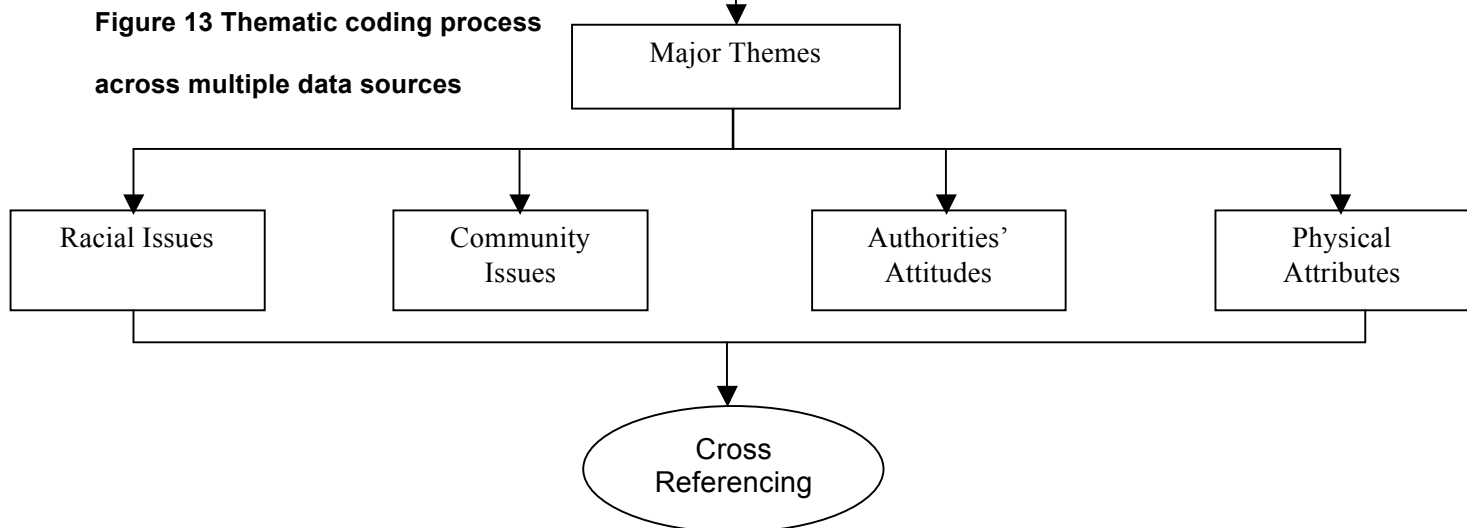 Figure 13 Thematic coding process
across multiple data sources
Major Themes
Racial Issues
Community
Issues
Authorities’
Attitudes
Physical
Attributes
Cross
Referencing